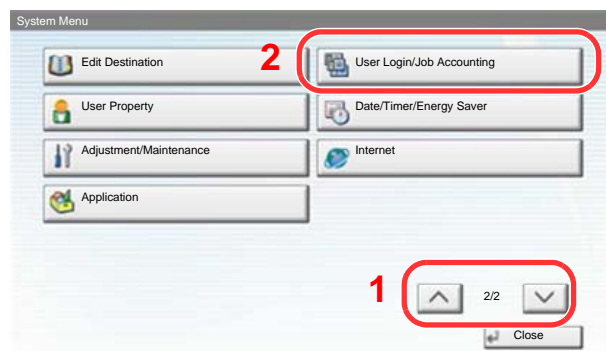 System Menu
Edit Destination
2
User Login/Job Accounting
User Property
Date/Timer/Energy Saver
Adjustment/Maintenance
Internet
Application
1
2/2
Close